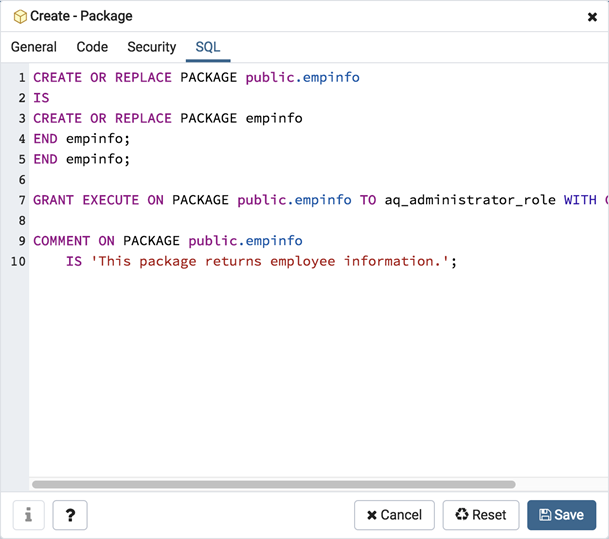 Create - Package
General Code Security SQL
1 CREATE OR REPLACE PACKAGE public.empinfo
2 IS
3 CREATE OR REPLACE PACKAGE empinfo
4 END empinfo;
5 END empinfo;
6
7 GRANT EXECUTE ON PACKAGE public.empinfo TO aq_administrator_role WITH
8
9 COMMENT ON PACKAGE public.empinfo
10 IS 'This package returns employee information.';
i ? Cancel Reset Save